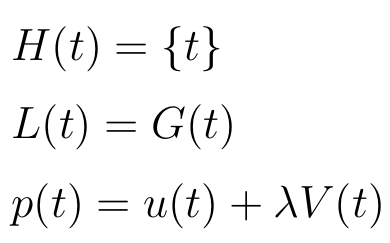 H(t) = {t}
L(t) = G(t)
p(t) = u(t) + λV(t)